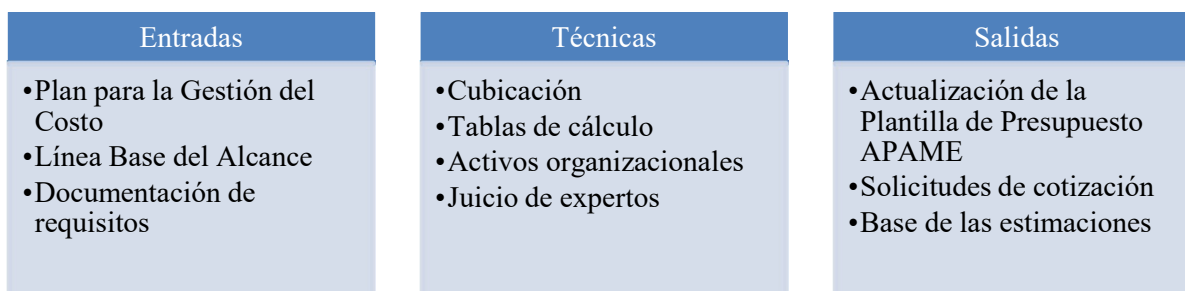 Entradas
•Plan para la Gestión del
Costo
•Línea Base del Alcance
•Documentación de
requisitos
Técnicas
•Cubicación
•Tablas de cálculo
•Activos organizacionales
•Juicio de expertos
Salidas
•Actualización de la
Plantilla de Presupuesto
APAME
•Solicitudes de cotización
•Base de las estimaciones